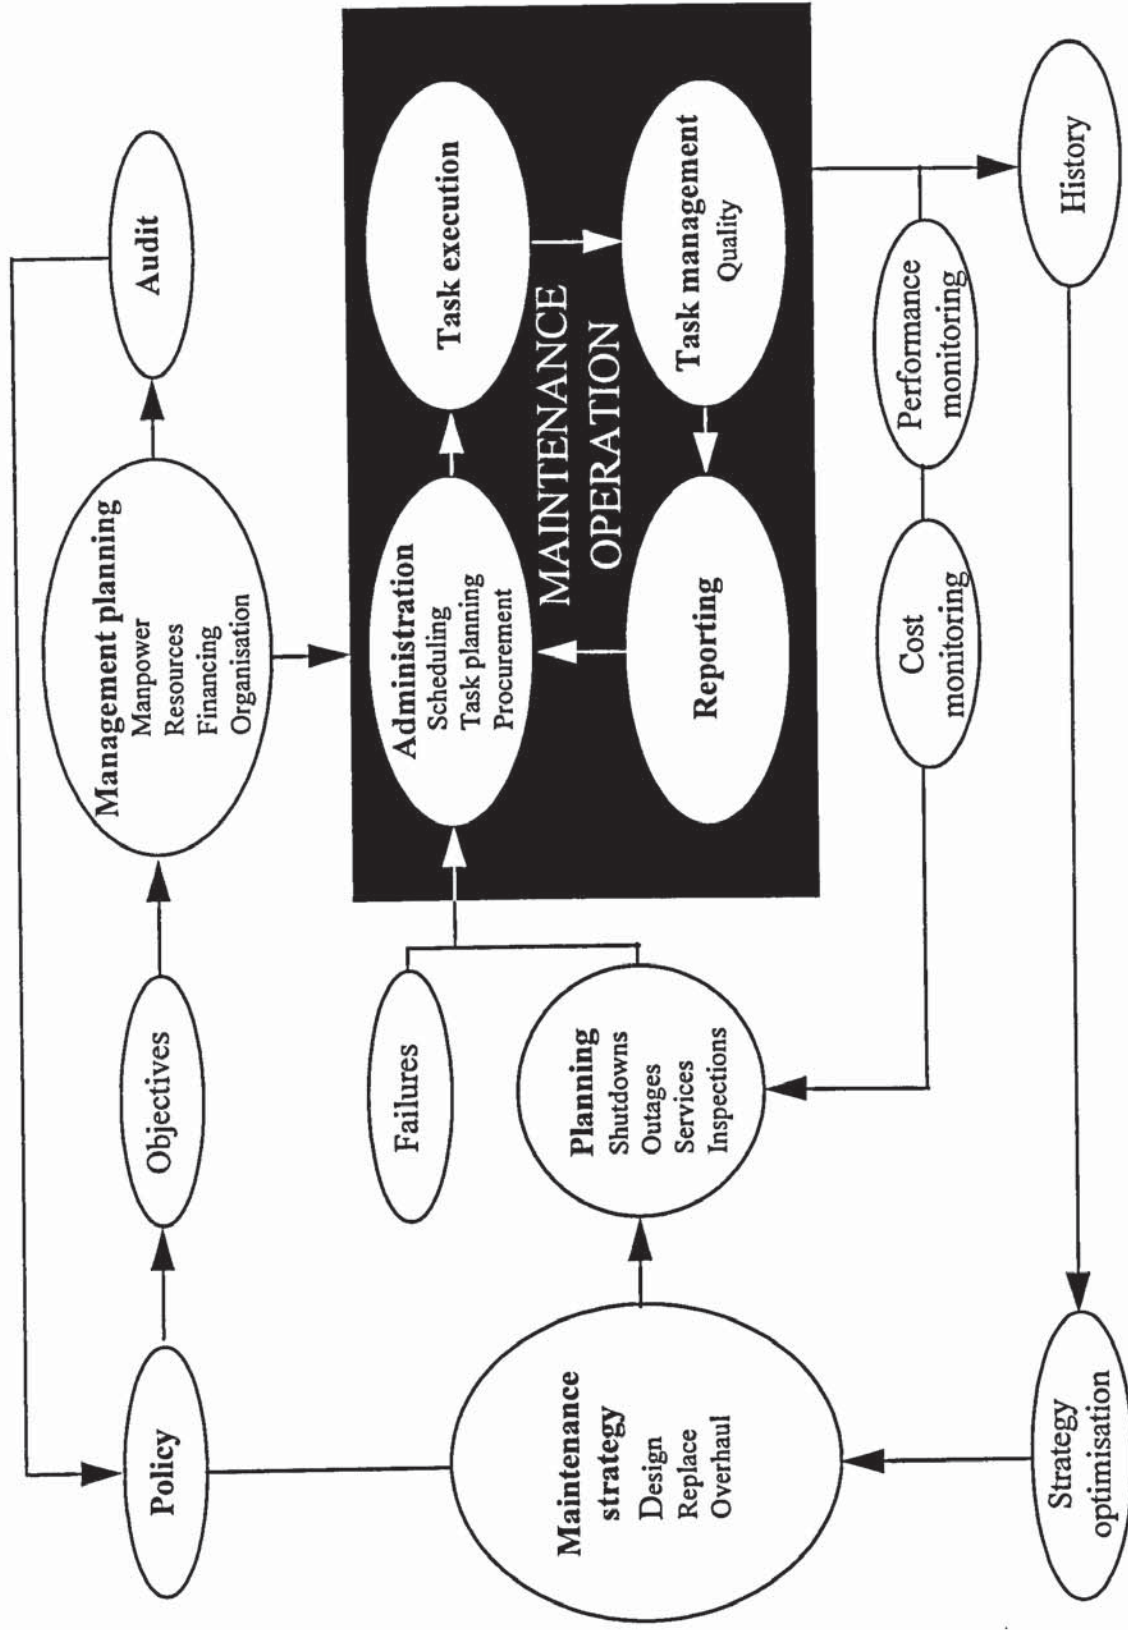 Policy
Objectives
Management planning
Manpower
Resources
Financing
Organisation
Audit
Failures
Administration
Scheduling
Task planning
Procurement
Task execution
MAINTENANCE
OPERATION
Maintenance
strategy
Design
Replace
Overhaul
Planning
Shutdowns
Outages
Services
Inspections
Reporting
Task management
Quality
Cost
monitoring
Performance
monitoring
Strategy
optimisation
History